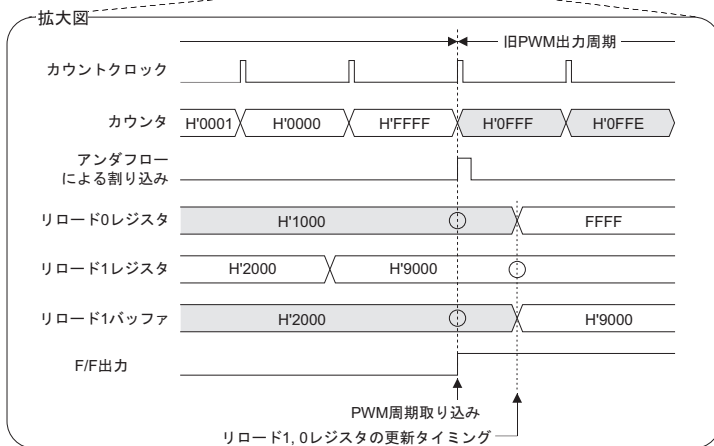 拡大図
旧PWM出力周期
カウントクロック
カウンタ H'0001 H'0000 H'FFFF H'0FFF H'0FFE
アンダフロー
による割り込み
リロード0レジスタ H'1000 FFFF
リロード1レジスタ H'2000 H'9000
リロード1バッファ H'2000 H'9000
F/F出力
PWM周期取り込み
リロード1, 0レジスタの更新タイミング